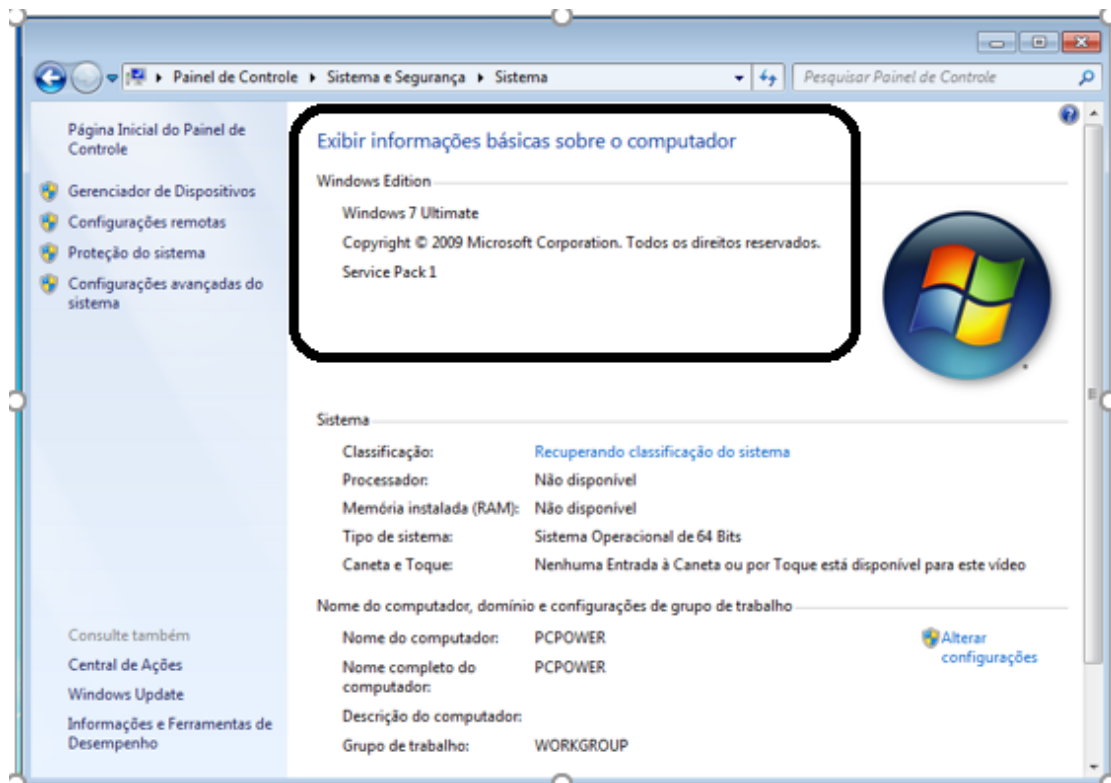 Painel de Controle ▸ Sistema e Segurança ▸ Sistema
Pesquisar Painel de Controle
Página Inicial do Painel de
Controle
Gerenciador de Dispositivos
Configurações remotas
Proteção do sistema
Configurações avançadas do
sistema
Consulte também
Central de Ações
Windows Update
Informações e Ferramentas de
Desempenho
Exibir informações básicas sobre o computador
Windows Edition
Windows 7 Ultimate
Copyright © 2009 Microsoft Corporation. Todos os direitos reservados.
Service Pack 1
Sistema
Classificação: Recuperando classificação do sistema
Processador: Não disponível
Memória instalada (RAM): Não disponível
Tipo de sistema: Sistema Operacional de 64 Bits
Caneta e Toque: Nenhuma Entrada à Caneta ou por Toque está disponível para este vídeo
Nome do computador, domínio e configurações de grupo de trabalho
Nome do computador: PCPOWER
Alterar
configurações
Nome completo do PCPOWER
computador:
Descrição do computador:
Grupo de trabalho: WORKGROUP